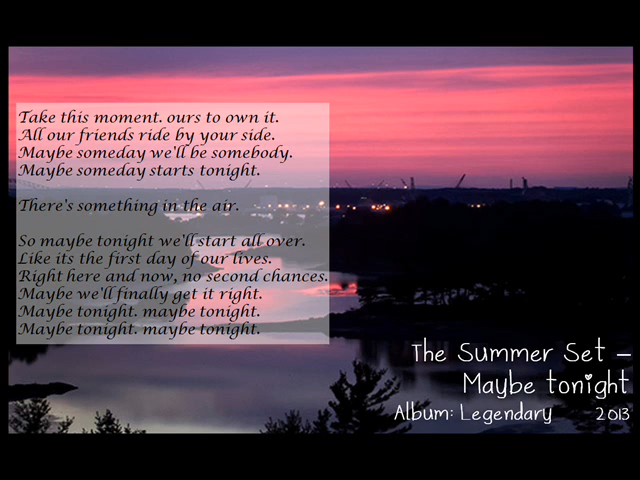 Take this moment. ours to own it.
All our friends ride by your side.
Maybe someday we'll be somebody.
Maybe someday starts tonight.
There's something in the air.
So maybe tonight we'll start all over.
Like its the first day of our lives.
Right here and now, no second chances.
Maybe we'll finally get it right.
Maybe tonight. maybe tonight.
Maybe tonight. maybe tonight.
The Summer Set –
Maybe tonight
Album: Legendary 2013